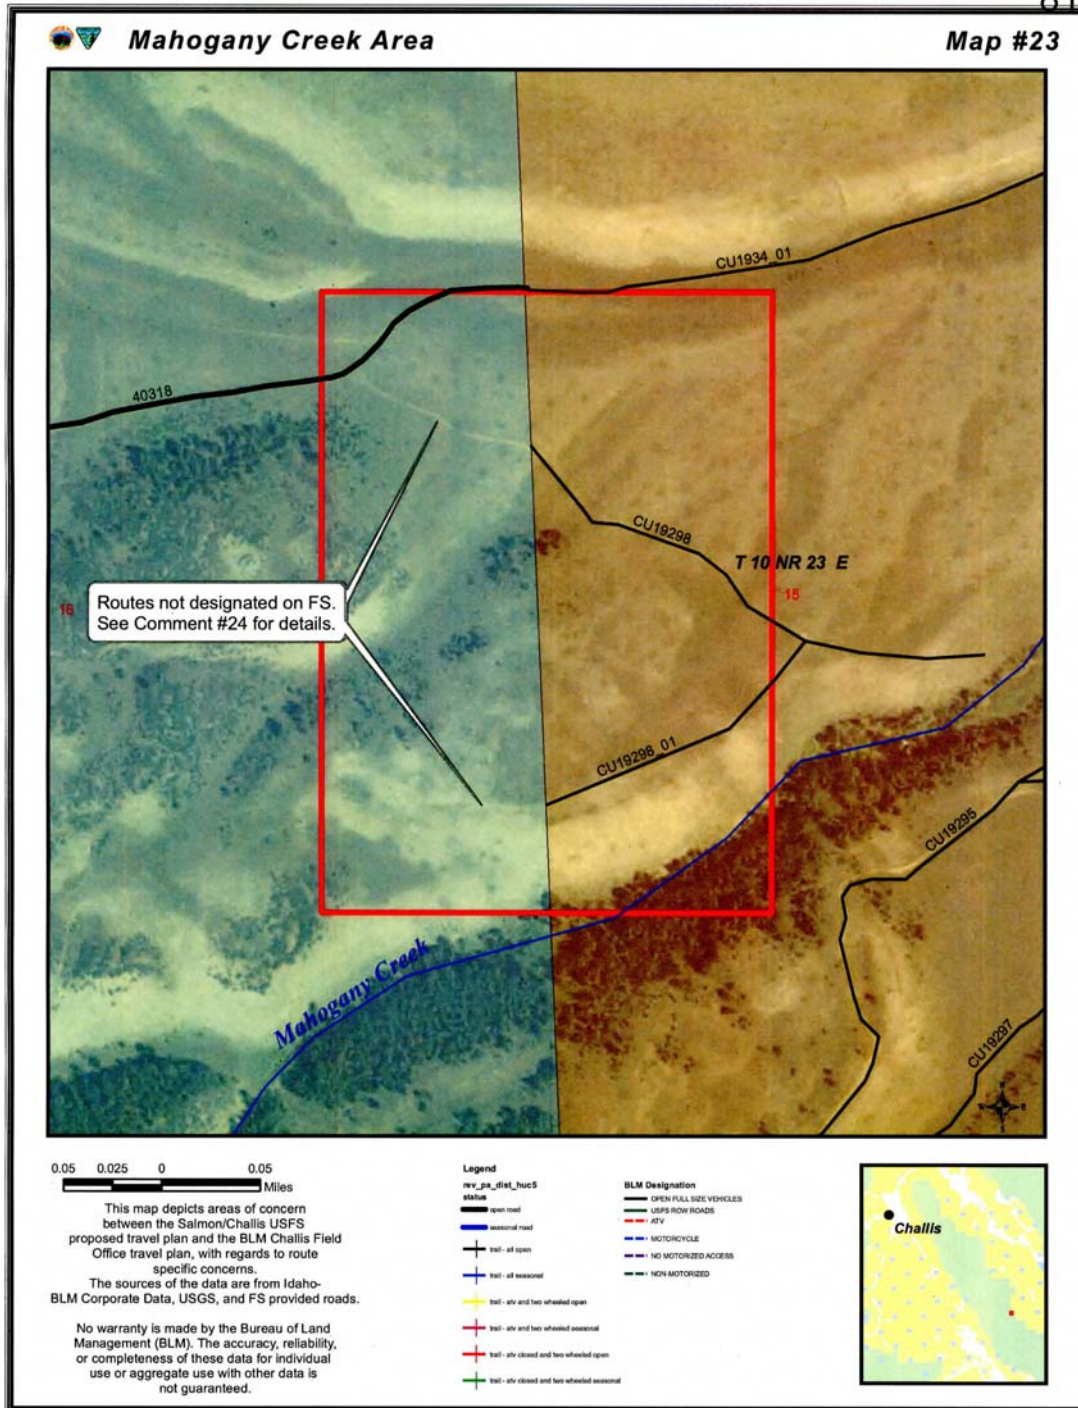 Mahogany Creek Area
Map #23
CU1934_01
40318
CU19298
T 10 NR 23 E
15
16
Routes not designated on FS.
See Comment #24 for details.
CU19298_01
CU19295
Mahogany Creek
CU19297
0.05 0.025 0 0.05
Miles
This map depicts areas of concern
between the Salmon/Challis USFS
proposed travel plan and the BLM Challis Field
Office travel plan, with regards to route
specific concerns.
The sources of the data are from Idaho-
BLM Corporate Data, USGS, and FS provided roads.
No warranty is made by the Bureau of Land
Management (BLM). The accuracy, reliability,
or completeness of these data for individual
use or aggregate use with other data is
not guaranteed.
Legend
rev_pa_dist_huc5
status
open road
seasonal road
trail - all open
trail - all seasonal
trail - atv and two wheeled open
trail - atv and two wheeled seasonal
trail - atv closed and two wheeled open
trail - atv closed and two wheeled seasonal
BLM Designation
OPEN FULL SIZE VEHICLES
USFS ROW ROADS
ATV
MOTORCYCLE
NO MOTORIZED ACCESS
NON-MOTORIZED
Challis